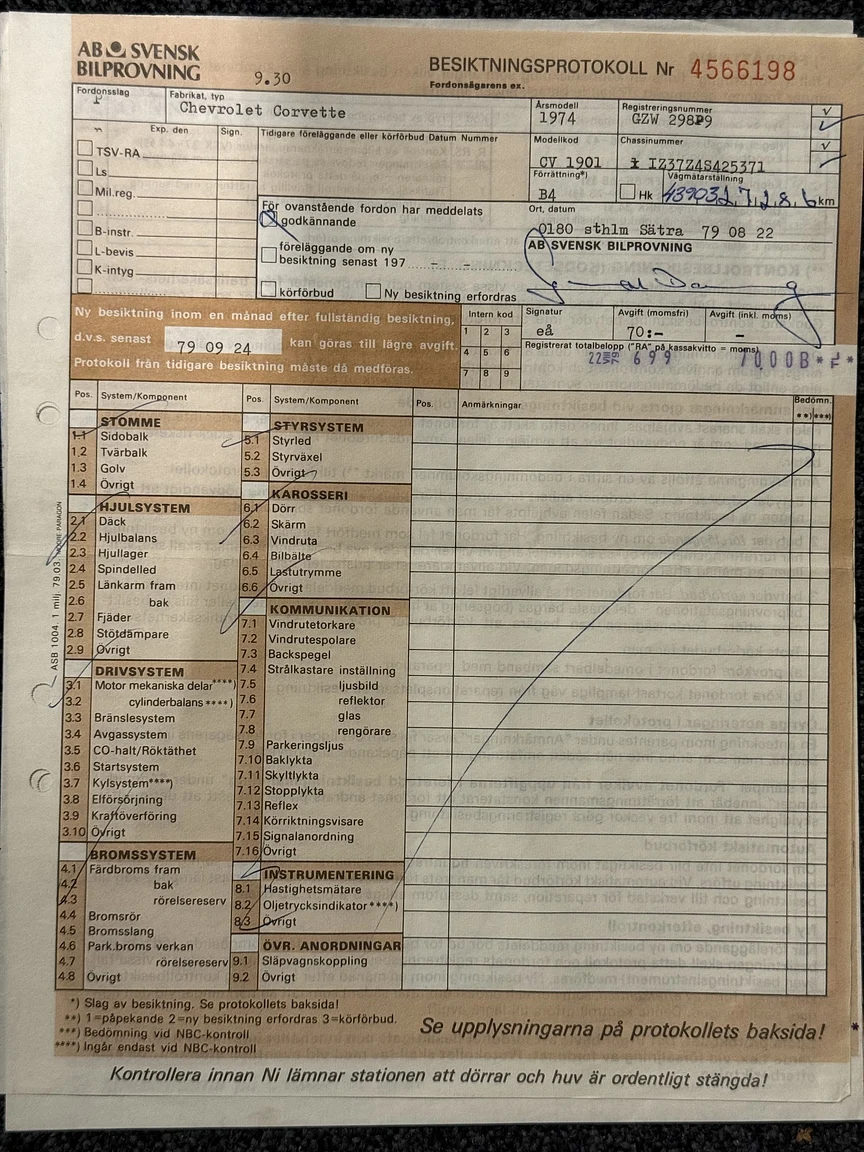 AB SVENSK
BILPROVNING
9.30
BESIKTNINGSPROTOKOLL Nr 4566198
Fordonsägarens ex.
Fordonsslag
Fabrikat, typ
Chevrolet Corvette
Årsmodell
1974
Registreringsnummer
GZW 298
Exp. den Sign.
TSV-RA
Ls
Mil.reg.
B-instr.
L-bevis
K-intyg
Tidigare föreläggande eller körförbud Datum Nummer
Modellkod
CV 1901
Chassinummer
IZ37Z4S425371
Förrättning*)
B4
Hk
Vägmätarställning
km
För ovanstående fordon har meddelats
godkännande
föreläggande om ny
besiktning senast 197
körförbud
Ny besiktning erfordras
Ort, datum
0180 sthlm Sätra 79 08 22
AB SVENSK BILPROVNING
Ny besiktning inom en månad efter fullständig besiktning,
d.v.s. senast 79 09 24 kan göras till lägre avgift.
Protokoll från tidigare besiktning måste då medföras.
Intern kod
1 2 3
4 5 6
7 8 9
Signatur
eå
Avgift (momsfri)
70:-
Avgift (inkl. moms)
-
Registrerat totalbelopp ("RA" på kassakvitto = moms)
699
Pos. System/Komponent
STOMME
1.1 Sidobalk
1.2 Tvärbalk
1.3 Golv
1.4 Övrigt
HJULSYSTEM
2.1 Däck
2.2 Hjulbalans
2.3 Hjullager
2.4 Spindelled
2.5 Länkarm fram
2.6 bak
2.7 Fjäder
2.8 Stötdämpare
2.9 Övrigt
DRIVSYSTEM
3.1 Motor mekaniska delar****)
3.2 cylinderbalans****)
3.3 Bränslesystem
3.4 Avgassystem
3.5 CO-halt/Röktäthet
3.6 Startsystem
3.7 Kylsystem****)
3.8 Elförsörjning
3.9 Kraftöverföring
3.10 Övrigt
BROMSSYSTEM
4.1 Färdbroms fram
4.2 bak
4.3 rörelsereserv
4.4 Bromsrör
4.5 Bromsslang
4.6 Park.broms verkan
4.7 rörelsereserv
4.8 Övrigt
Pos. System/Komponent
STYRSYSTEM
5.1 Styrled
5.2 Styrväxel
5.3 Övrigt
KAROSSERI
6.1 Dörr
6.2 Skärm
6.3 Vindruta
6.4 Bilbälte
6.5 Lastutrymme
6.6 Övrigt
KOMMUNIKATION
7.1 Vindrutetorkare
7.2 Vindrutespolare
7.3 Backspegel
7.4 Strålkastare inställning
7.5 ljusbild
7.6 reflektor
7.7 glas
7.8 rengörare
7.9 Parkeringsljus
7.10 Baklykta
7.11 Skyltlykta
7.12 Stopplykta
7.13 Reflex
7.14 Körriktningsvisare
7.15 Signalanordning
7.16 Övrigt
INSTRUMENTERING
8.1 Hastighetsmätare
8.2 Oljetrycksindikator****)
8.3 Övrigt
ÖVR. ANORDNINGAR
9.1 Släpvagnskoppling
9.2 Övrigt
Pos. Anmärkningar Bedömn.
**) ***)
*) Slag av besiktning. Se protokollets baksida!
**) 1=påpekande 2=ny besiktning erfordras 3=körförbud.
***) Bedömning vid NBC-kontroll
****) Ingår endast vid NBC-kontroll
Se upplysningarna på protokollets baksida!
Kontrollera innan Ni lämnar stationen att dörrar och huv är ordentligt stängda!